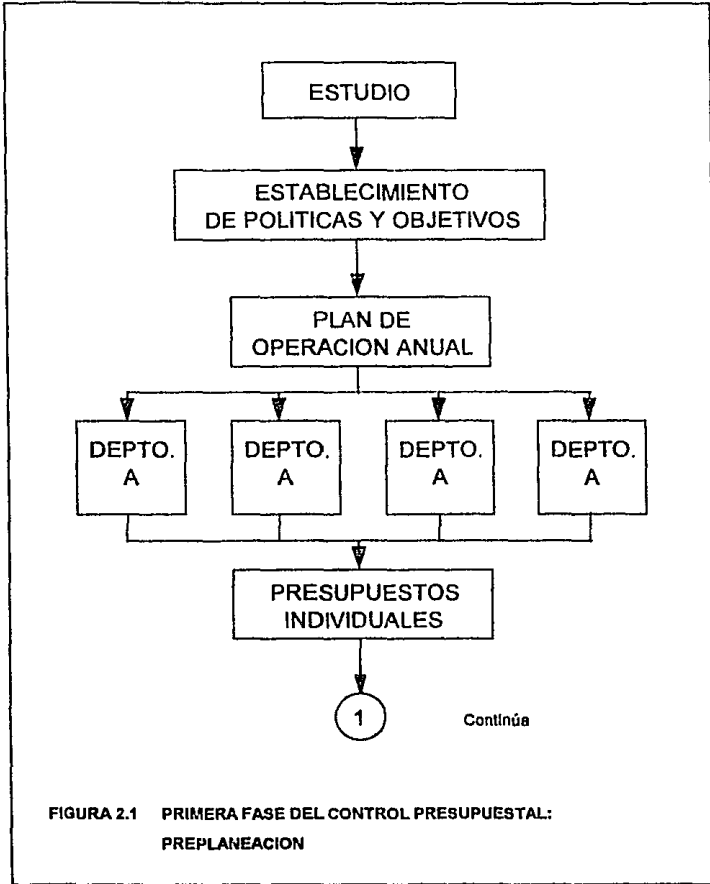 ESTUDIO
ESTABLECIMIENTO
DE POLITICAS Y OBJETIVOS
PLAN DE
OPERACION ANUAL
DEPTO.
A
DEPTO.
A
DEPTO.
A
DEPTO.
A
PRESUPUESTOS
INDIVIDUALES
1
Continúa
FIGURA 2.1 PRIMERA FASE DEL CONTROL PRESUPUESTAL:
PREPLANEACION